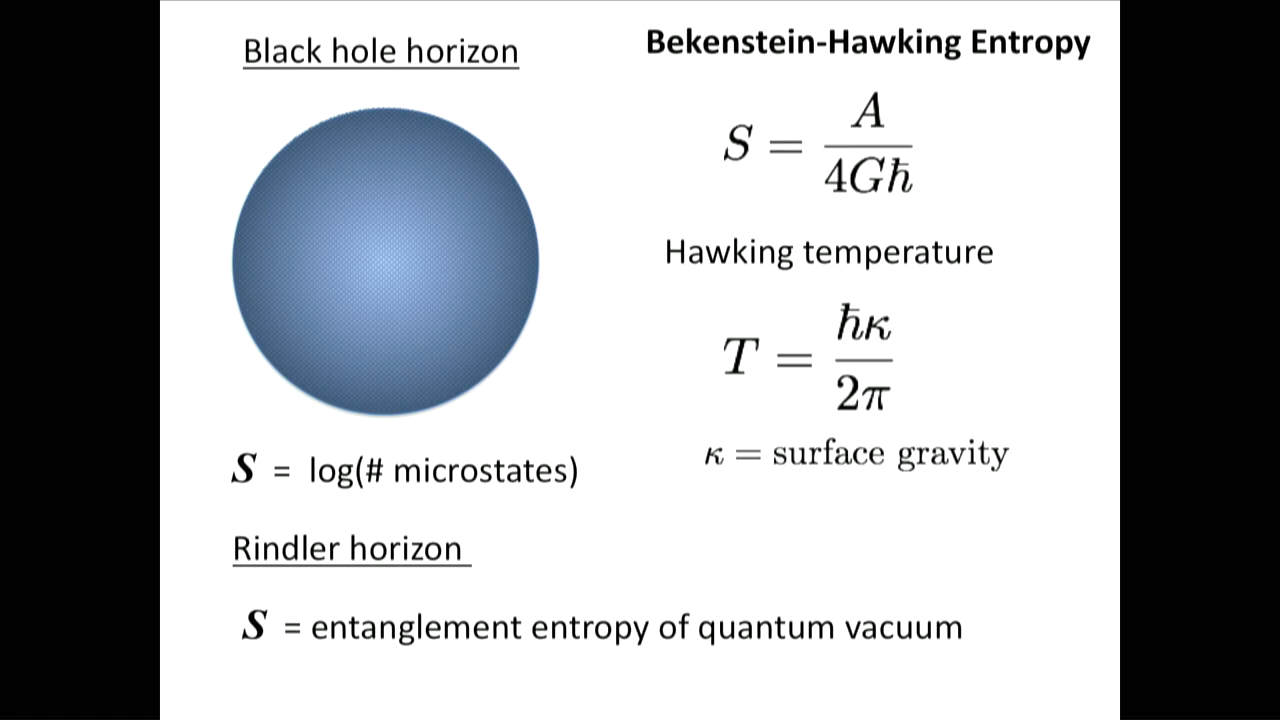 Black hole horizon
Bekenstein-Hawking Entropy
S = A / 4Għ
Hawking temperature
T = ħκ / 2π
κ = surface gravity
S = log(# microstates)
Rindler horizon
S = entanglement entropy of quantum vacuum